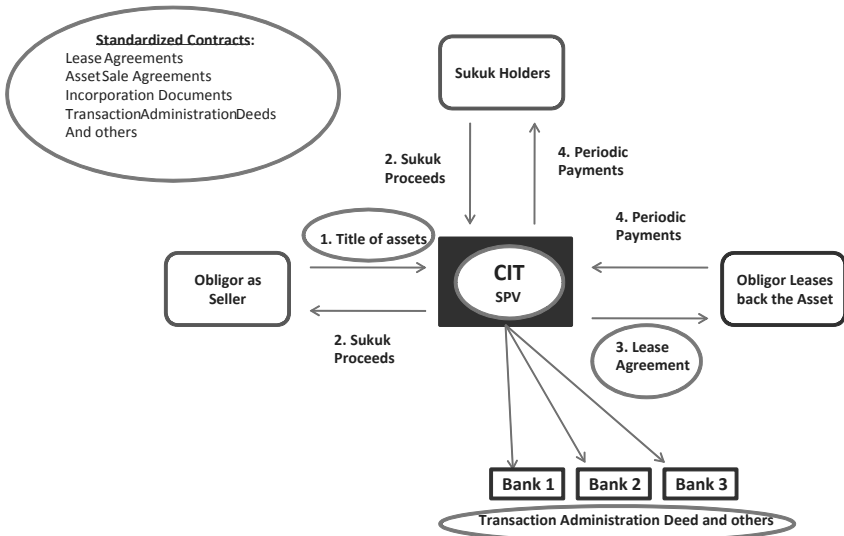 Standardized Contracts:
LeaseAgreements
AssetSale Agreements
Incorporation Documents
TransactionAdministrationDeeds
And others
Sukuk Holders
2. Sukuk
Proceeds
4. Periodic
Payments
1. Title of assets
4. Periodic
Payments
Obligor as
Seller
CIT
SPV
Obligor Leases
back the Asset
2. Sukuk
Proceeds
3. Lease
Agreement
Bank 1
Bank 2
Bank 3
Transaction Administration Deed and others